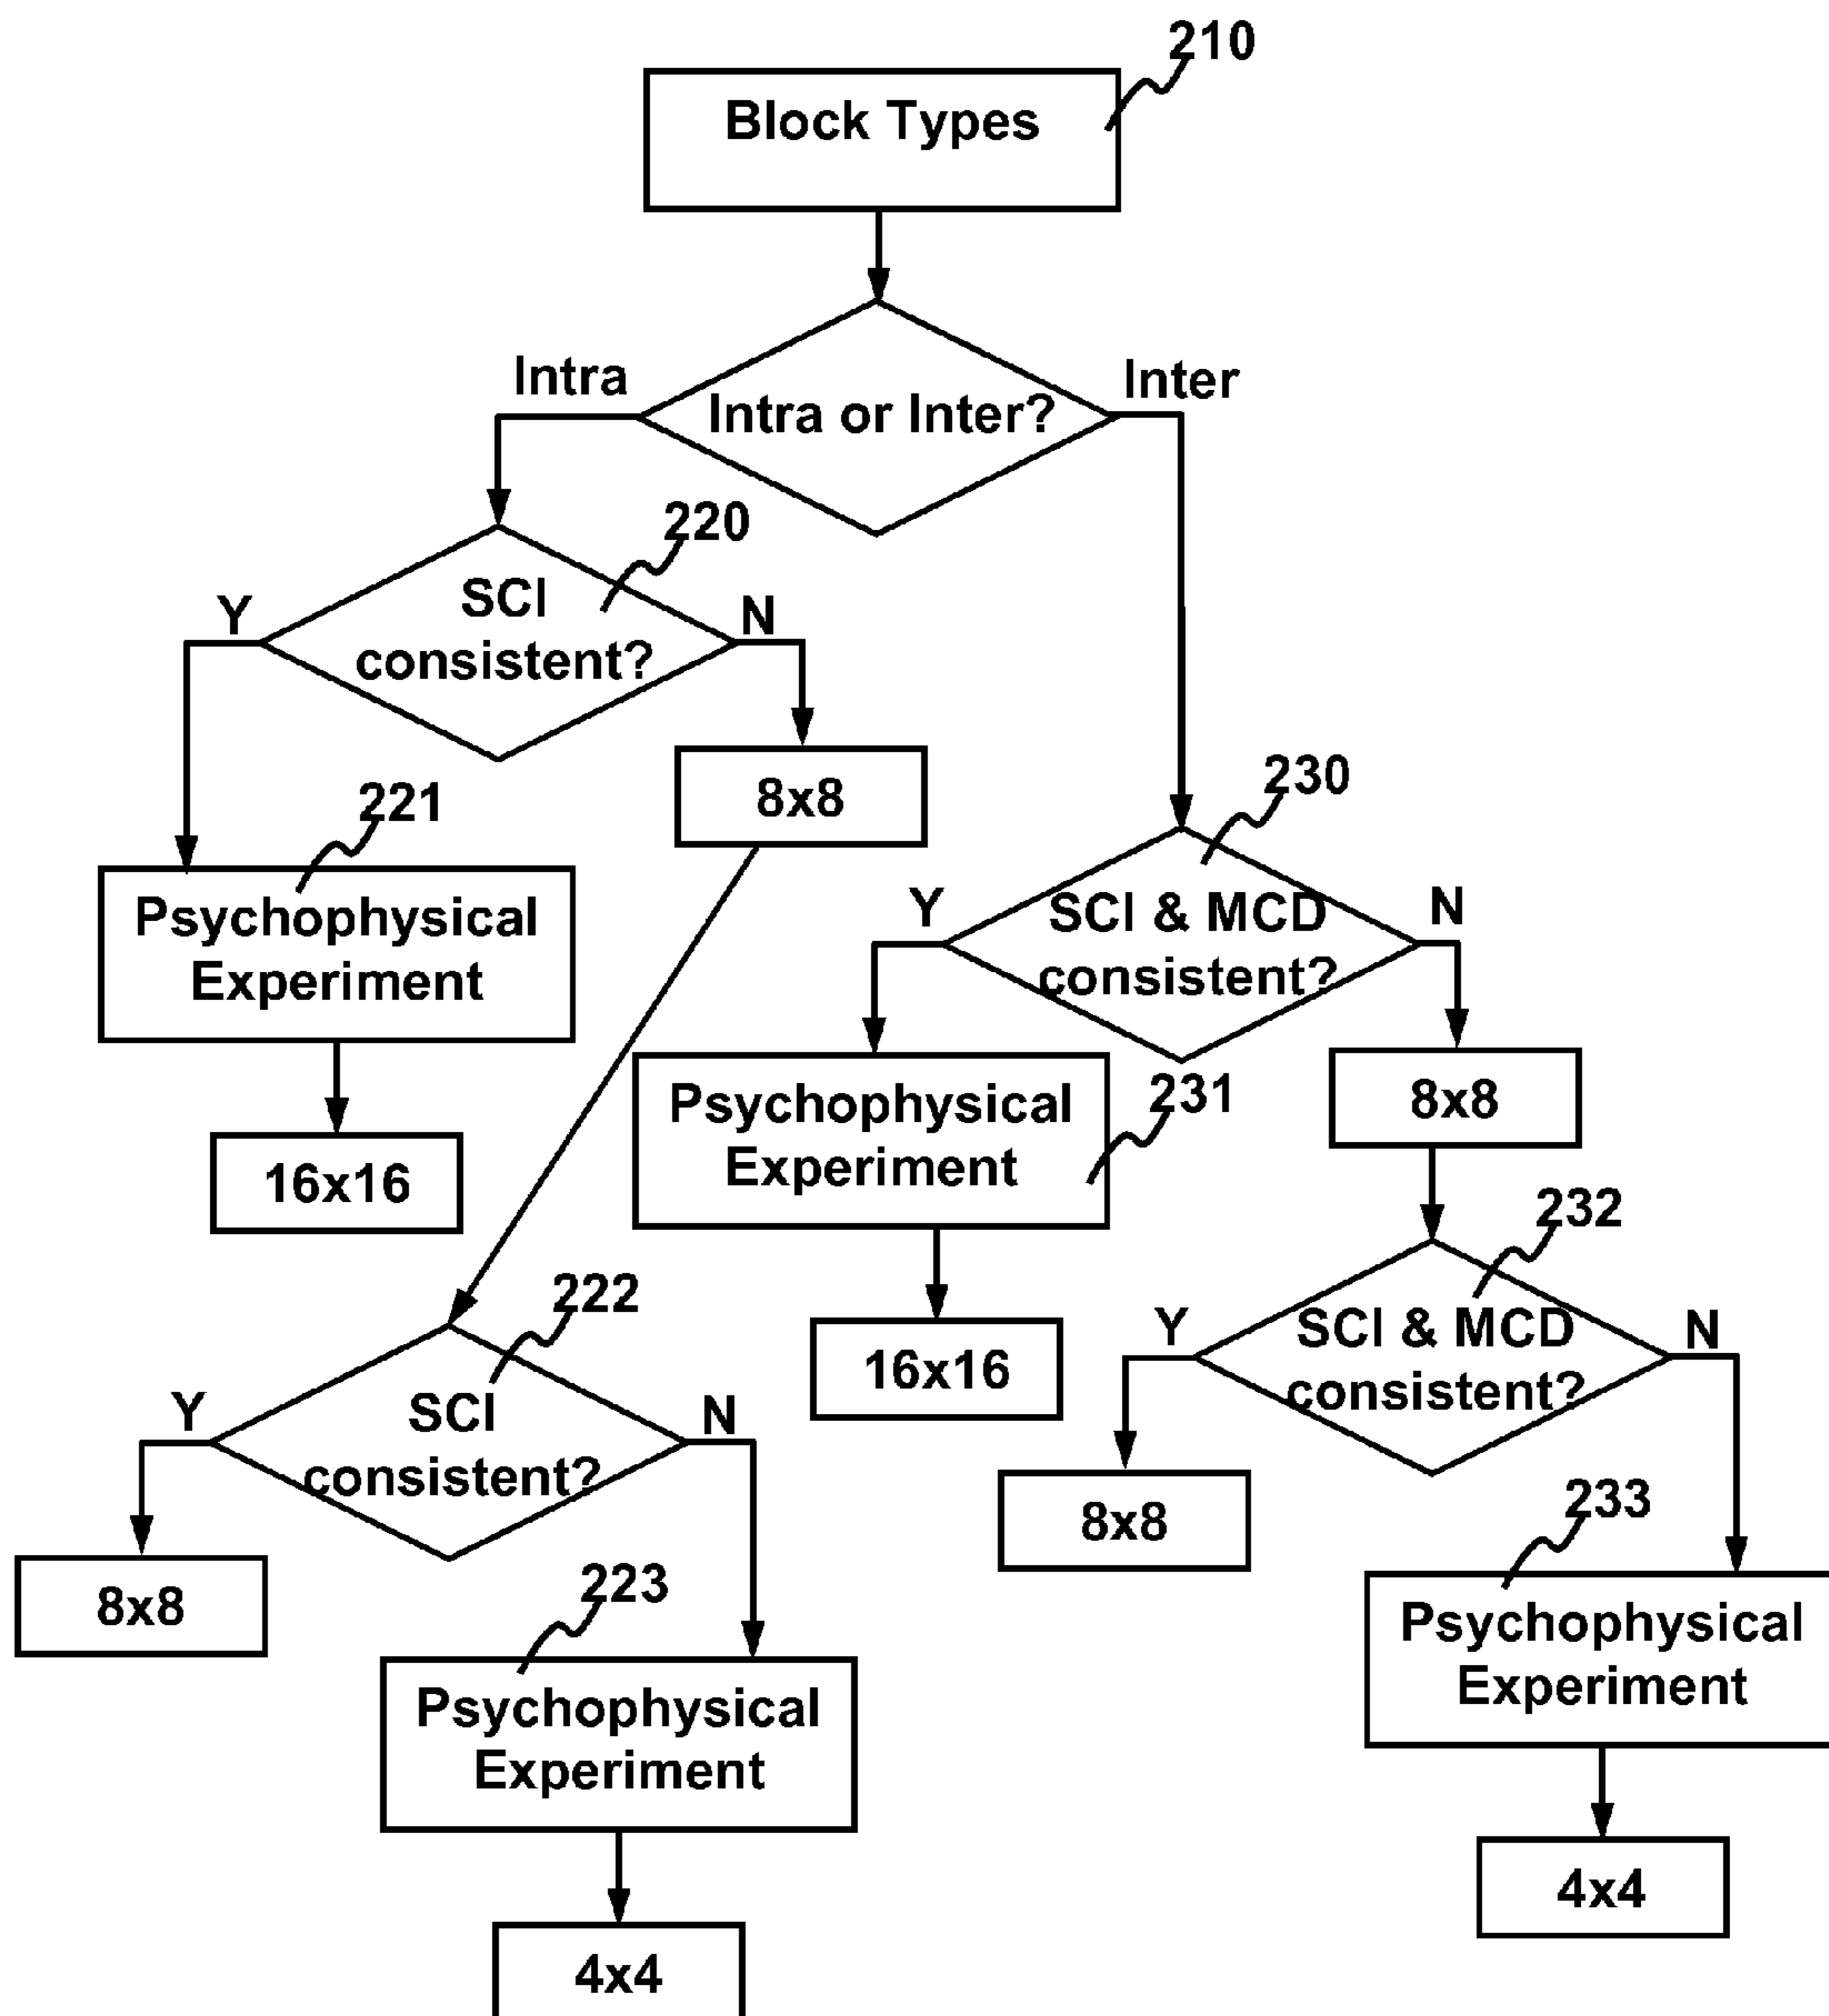 210
Block Types
Intra
Inter
Intra or Inter?
220
SCI
consistent?
Y
N
8x8
230
221
Psychophysical
Experiment
SCI & MCD
consistent?
Y
N
16x16
Psychophysical
Experiment
231
8x8
232
222
16x16
SCI & MCD
consistent?
Y
N
SCI
consistent?
Y
N
8x8
233
8x8
223
Psychophysical
Experiment
Psychophysical
Experiment
4x4
4x4